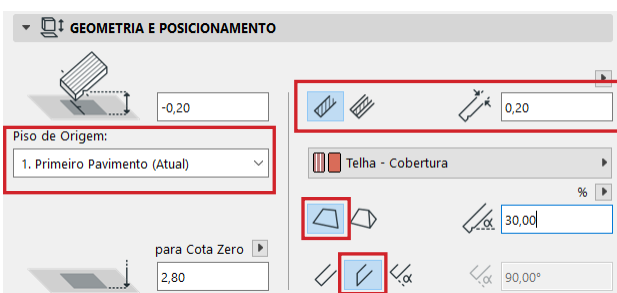 GEOMETRIA E POSICIONAMENTO
-0,20
0,20
Piso de Origem:
1. Primeiro Pavimento (Atual)
Telha - Cobertura
%
α
30,00
para Cota Zero
2,80
α
α
90,00°